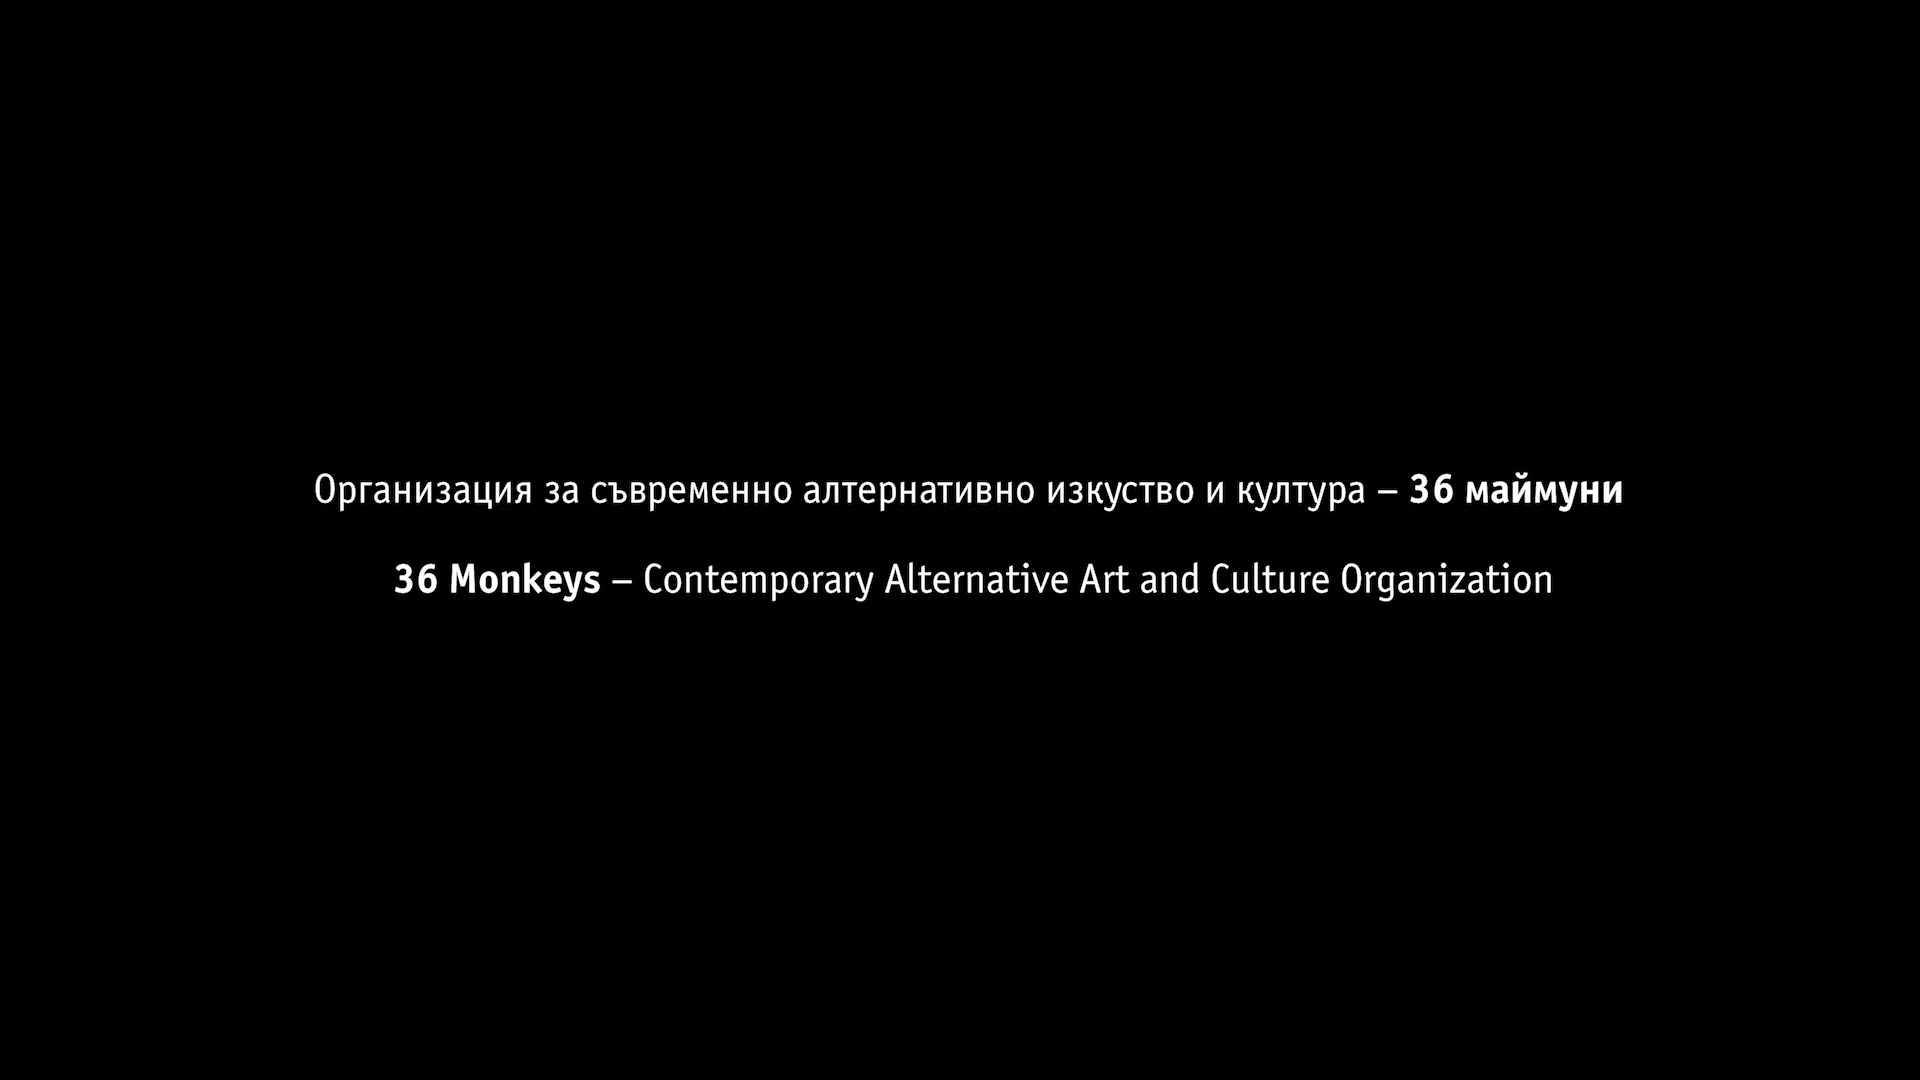 Организация за съвременно алтернативно изкуство и култура – 36 маймуни
36 Monkeys – Contemporary Alternative Art and Culture Organization